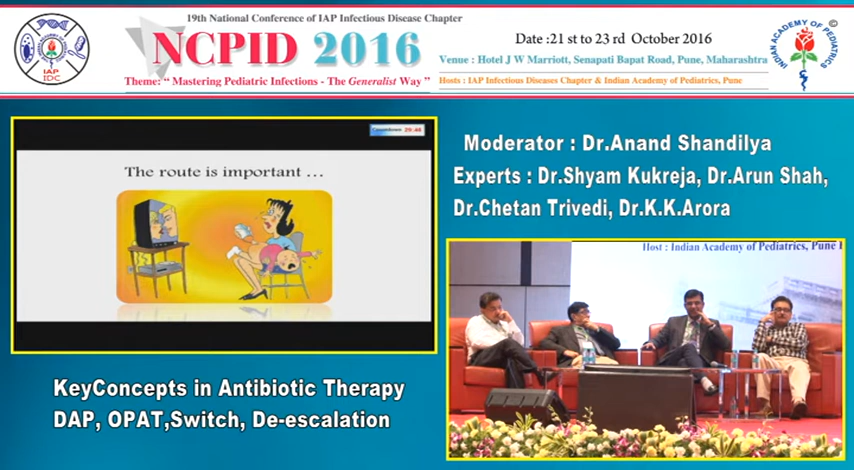 19th National Conference of IAP Infectious Disease Chapter
NCPID 2016
Theme: “ Mastering Pediatric Infections - The Generalist Way ”
Date :21 st to 23 rd October 2016
Venue : Hotel J W Marriott, Senapati Bapat Road, Pune, Maharashtra
Hosts : IAP Infectious Diseases Chapter & Indian Academy of Pediatrics, Pune
IAP
IDC
INDIAN ACADEMY OF PEDIATRICS
©
Countdown 29:46
The route is important ...
Moderator : Dr.Anand Shandilya
Experts : Dr.Shyam Kukreja, Dr.Arun Shah,
Dr.Chetan Trivedi, Dr.K.K.Arora
Host : Indian Academy of Pediatrics, Pune
KeyConcepts in Antibiotic Therapy
DAP, OPAT,Switch, De-escalation